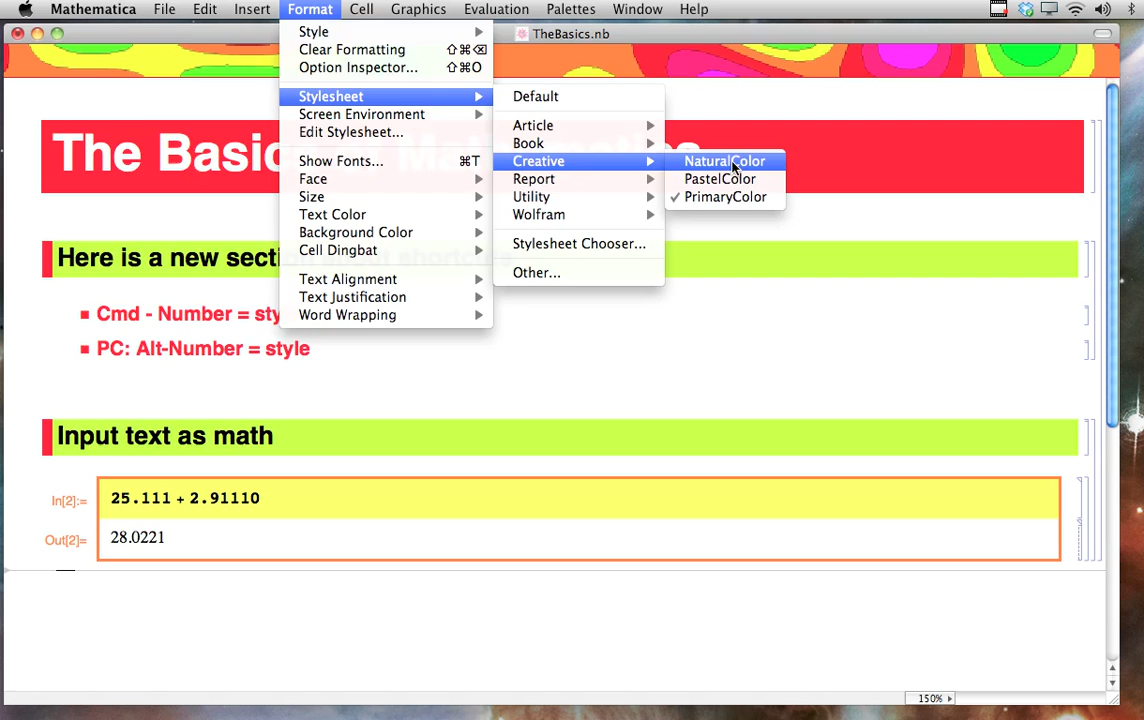 Mathematica File Edit Insert Format Cell Graphics Evaluation Palettes Window Help
TheBasics.nb
Style
Clear Formatting ⇧⌘⌫
Option Inspector... ⇧⌘O
Stylesheet
Screen Environment
Edit Stylesheet...
Show Fonts... ⌘T
Face
Size
Text Color
Background Color
Cell Dingbat
Text Alignment
Text Justification
Word Wrapping
Default
Article
Book
Creative
Report
Utility
Wolfram
Stylesheet Chooser...
Other...
NaturalColor
PastelColor
✓ PrimaryColor
The Basic
Here is a new secti
▪ Cmd - Number = sty
▪ PC: Alt-Number = style
Input text as math
In[2]:= 25.111 + 2.91110
Out[2]= 28.0221
150%